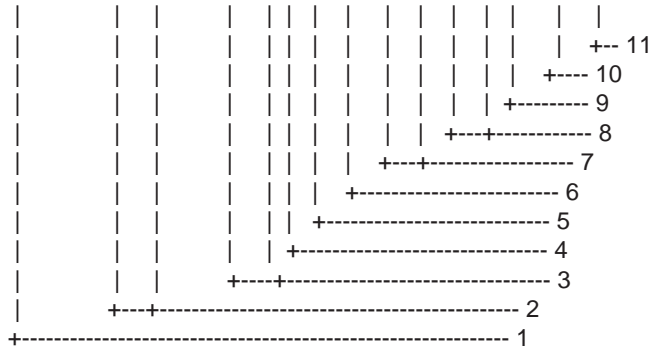 |          |   |       |   | |  |   |   |   |   |  |  |    |   |
|          |   |       |   | |  |   |   |   |   |  |  |    +-- 11
|          |   |       |   | |  |   |   |   |   |  |  +---- 10
|          |   |       |   | |  |   |   |   |   |  +---------- 9
|          |   |       |   | |  |   |   |   +---+------------- 8
|          |   |       |   | |  |   +---+------------------- 7
|          |   |       |   | |  +-------------------------- 6
|          |   |       |   | +----------------------------- 5
|          |   |       |   +-------------------------------- 4
|          |   |       +----+--------------------------------- 3
|          +---+---------------------------------------------- 2
+------------------------------------------------------------- 1